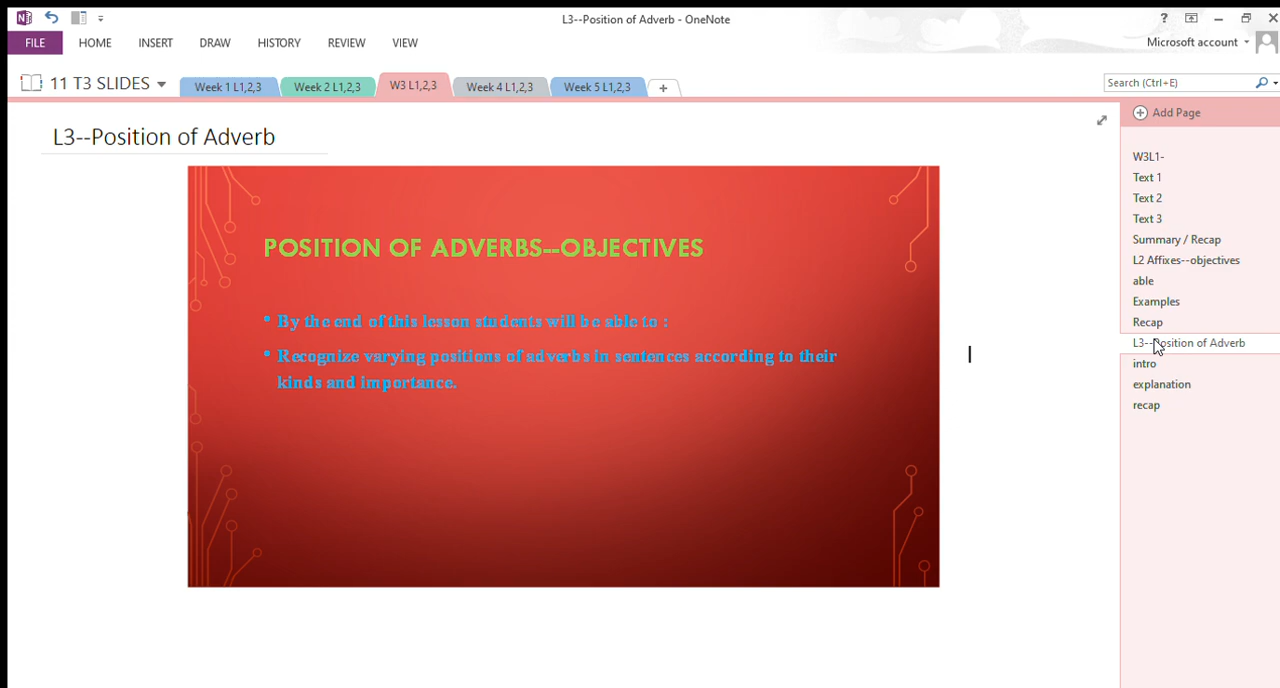 L3--Position of Adverb - OneNote
?
FILE HOME INSERT DRAW HISTORY REVIEW VIEW
Microsoft account
11 T3 SLIDES
Week 1 L1,2,3
Week 2 L1,2,3
W3 L1,2,3
Week 4 L1,2,3
Week 5 L1,2,3
+
Search (Ctrl+E)
L3--Position of Adverb
POSITION OF ADVERBS--OBJECTIVES
By the end of this lesson students will be able to :
Recognize varying positions of adverbs in sentences according to their
kinds and importance.
Add Page
W3L1-
Text 1
Text 2
Text 3
Summary / Recap
L2 Affixes--objectives
able
Examples
Recap
L3--Position of Adverb
intro
explanation
recap